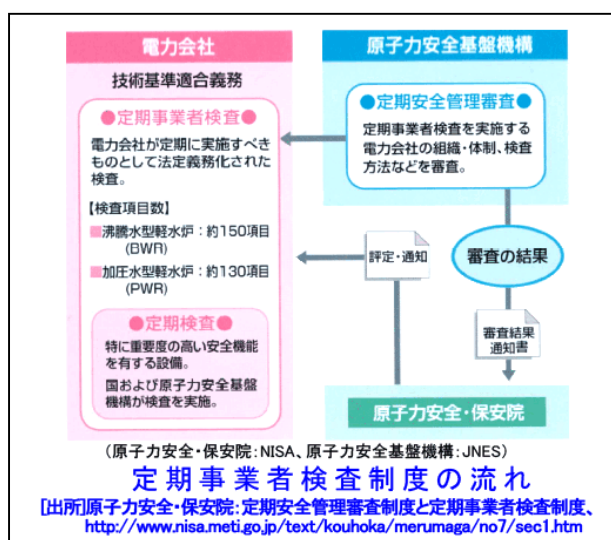 電力会社
技術基準適合義務
●定期事業者検査●
電力会社が定期に実施すべき
ものとして法定義務化された
検査。
【検査項目数】
■沸騰水型軽水炉：約150項目
(BWR)
■加圧水型軽水炉：約130項目
(PWR)
●定期検査●
特に重要度の高い安全機能
を有する設備。
国および原子力安全基盤
機構が検査を実施。
原子力安全基盤機構
●定期安全管理審査●
定期事業者検査を実施する
電力会社の組織・体制、検査
方法などを審査。
評定・通知
審査の結果
審査結果
通知書
原子力安全・保安院
（原子力安全・保安院：NISA、原子力安全基盤機構：JNES）
定期事業者検査制度の流れ
[出所]原子力安全・保安院：定期安全管理審査制度と定期事業者検査制度、
http://www.nisa.meti.go.jp/text/kouhoka/merumaga/no7/sec1.htm